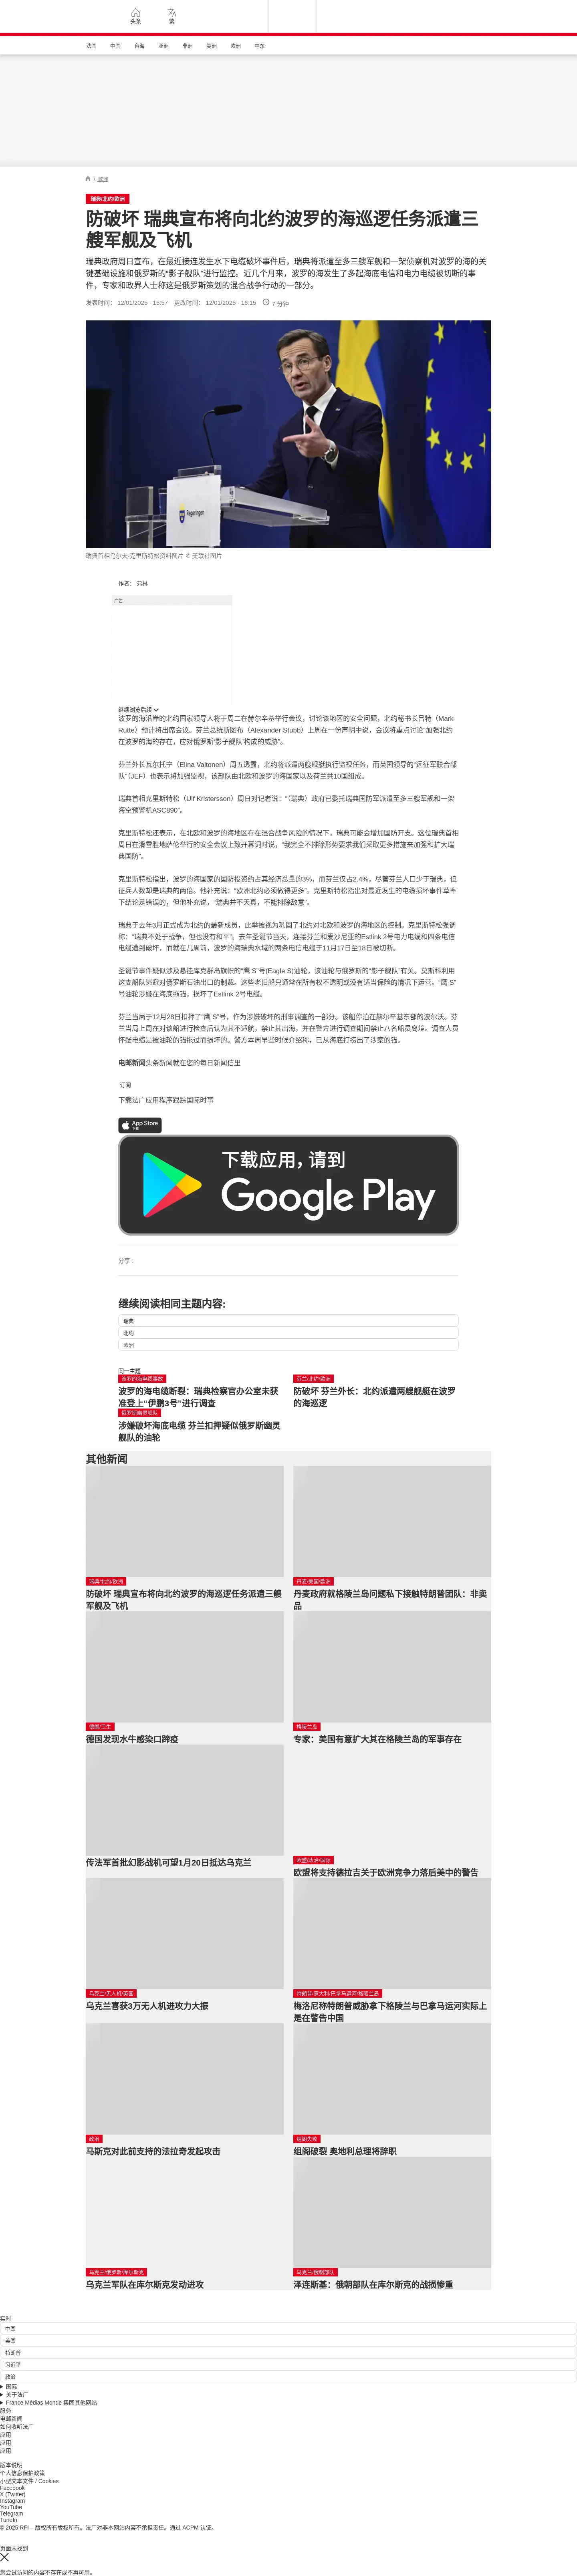 头条
繁
法国
中国
台海
亚洲
非洲
美洲
欧洲
中东
/ 欧洲
瑞典/北约/欧洲
防破坏 瑞典宣布将向北约波罗的海巡逻任务派遣三
艘军舰及飞机
瑞典政府周日宣布，在最近接连发生水下电缆破坏事件后，瑞典将派遣至多三艘军舰和一架侦察机对波罗的海的关
键基础设施和俄罗斯的“影子舰队”进行监控。近几个月来，波罗的海发生了多起海底电信和电力电缆被切断的事
件，专家和政界人士称这是俄罗斯策划的混合战争行动的一部分。
发表时间： 12/01/2025 - 15:57 更改时间： 12/01/2025 - 16:15 7 分钟
Regeringen
瑞典首相乌尔夫·克里斯特松资料图片 © 美联社图片
作者： 弗林
广告
继续浏览后续
波罗的海沿岸的北约国家领导人将于周二在赫尔辛基举行会议，讨论该地区的安全问题，北约秘书长吕特（Mark
Rutte）预计将出席会议。芬兰总统斯图布（Alexander Stubb）上周在一份声明中说，会议将重点讨论“加强北约
在波罗的海的存在，应对俄罗斯‘影子舰队’构成的威胁”。
芬兰外长瓦尔托宁（Elina Valtonen）周五透露，北约将派遣两艘舰艇执行监视任务，而英国领导的“远征军联合部
队”（JEF）也表示将加强监视，该部队由北欧和波罗的海国家以及荷兰共10国组成。
瑞典首相克里斯特松（Ulf Kristersson）周日对记者说：“（瑞典）政府已委托瑞典国防军派遣至多三艘军舰和一架
海空预警机ASC890”。
克里斯特松还表示，在北欧和波罗的海地区存在混合战争风险的情况下，瑞典可能会增加国防开支。这位瑞典首相周
日在滑雪胜地萨伦举行的安全会议上致开幕词时说，“我完全不排除形势要求我们采取更多措施来加强和扩大瑞
典国防”。
克里斯特松指出，波罗的海国家的国防投资约占其经济总量的3%，而芬兰仅占2.4%，尽管芬兰人口少于瑞典，但
征兵人数却是瑞典的两倍。他补充说：“欧洲北约必须做得更多”。克里斯特松指出对最近发生的电缆损坏事件草率
下结论是错误的，但他补充说，“瑞典并不天真，不能排除敌意”。
瑞典于去年3月正式成为北约的最新成员，此举被视为巩固了北约对北欧和波罗的海地区的控制。克里斯特松强调
称：“瑞典不处于战争，但也没有和平”。去年圣诞节当天，连接芬兰和爱沙尼亚的Estlink 2号电力电缆和四条电信
电缆遭到破坏，而就在几周前，波罗的海瑞典水域的两条电信电缆于11月17日至18日被切断。
圣诞节事件疑似涉及悬挂库克群岛旗帜的“鹰 S”号(Eagle S)油轮，该油轮与俄罗斯的“影子舰队”有关。莫斯科利用
这支船队逃避对俄罗斯石油出口的制裁。这些老旧船只通常在所有权不透明或没有适当保险的情况下运营。“鹰 S”
号油轮涉嫌在海底拖锚，损坏了Estlink 2号电缆。
芬兰当局于12月28日扣押了“鹰 S”号，作为涉嫌破坏的刑事调查的一部分。该船停泊在赫尔辛基东部的波尔沃。芬
兰当局上周在对该船进行检查后认为其不适航，禁止其出海，并在警方进行调查期间禁止八名船员离境。调查人员
怀疑电缆是被油轮的锚拖过而损坏的。警方本周早些时候介绍称，已从海底打捞出了涉案的锚。
电邮新闻头条新闻就在您的每日新闻信里
订阅
下载法广应用程序跟踪国际时事
App Store
下载
下载应用，请到
Google Play
分享 :
继续阅读相同主题内容:
瑞典
北约
欧洲
同一主题
波罗的海电缆事故
波罗的海电缆断裂：瑞典检察官办公室未获
准登上“伊鹏3号”进行调查
芬兰/北约/欧洲
防破坏 芬兰外长：北约派遣两艘舰艇在波罗
的海巡逻
俄罗斯幽灵舰队
涉嫌破坏海底电缆 芬兰扣押疑似俄罗斯幽灵
舰队的油轮
其他新闻
瑞典/北约/欧洲
防破坏 瑞典宣布将向北约波罗的海巡逻任务派遣三艘
军舰及飞机
丹麦/美国/欧洲
丹麦政府就格陵兰岛问题私下接触特朗普团队：非卖
品
德国/卫生
德国发现水牛感染口蹄疫
格陵兰岛
专家：美国有意扩大其在格陵兰岛的军事存在
传法军首批幻影战机可望1月20日抵达乌克兰
欧盟/政治/国际
欧盟将支持德拉吉关于欧洲竞争力落后美中的警告
乌克兰/无人机/英国
乌克兰喜获3万无人机进攻力大振
特朗普/意大利/巴拿马运河/格陵兰岛
梅洛尼称特朗普威胁拿下格陵兰与巴拿马运河实际上
是在警告中国
政治
马斯克对此前支持的法拉奇发起攻击
组阁失败
组阁破裂 奥地利总理将辞职
乌克兰/俄罗斯/库尔斯克
乌克兰军队在库尔斯克发动进攻
乌克兰/俄朝部队
泽连斯基：俄朝部队在库尔斯克的战损惨重
实时
中国
美国
特朗普
习近平
政治
国际
关于法广
France Médias Monde 集团其他网站
服务
电邮新闻
如何收听法广
应用
应用
应用
版本说明
个人信息保护政策
小型文本文件 / Cookies
Facebook
X (Twitter)
Instagram
YouTube
Telegram
TuneIn
© 2025 RFI – 版权所有版权所有。法广对非本网站内容不承担责任。通过 ACPM 认证。
页面未找到
您尝试访问的内容不存在或不再可用。